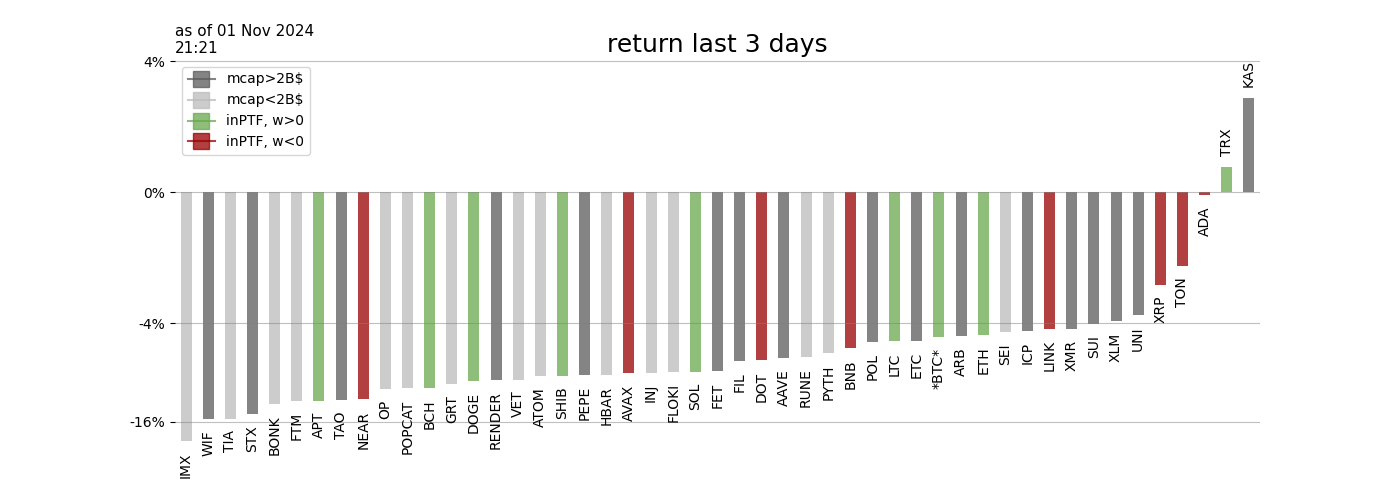 as of 01 Nov 2024
21:21
return last 3 days
4%
0%
-4%
-16%
mcap>2B$
mcap<2B$
inPTF, w>0
inPTF, w<0
IMX
WIF
TIA
STX
BONK
FTM
APT
TAO
NEAR
OP
POPCAT
BCH
GRT
DOGE
RENDER
VET
ATOM
SHIB
PEPE
HBAR
AVAX
INJ
FLOKI
SOL
FET
FIL
DOT
AAVE
RUNE
PYTH
BNB
POL
LTC
ETC
*BTC*
ARB
ETH
SEI
ICP
LINK
XMR
SUI
XLM
UNI
XRP
TON
ADA
TRX
KAS